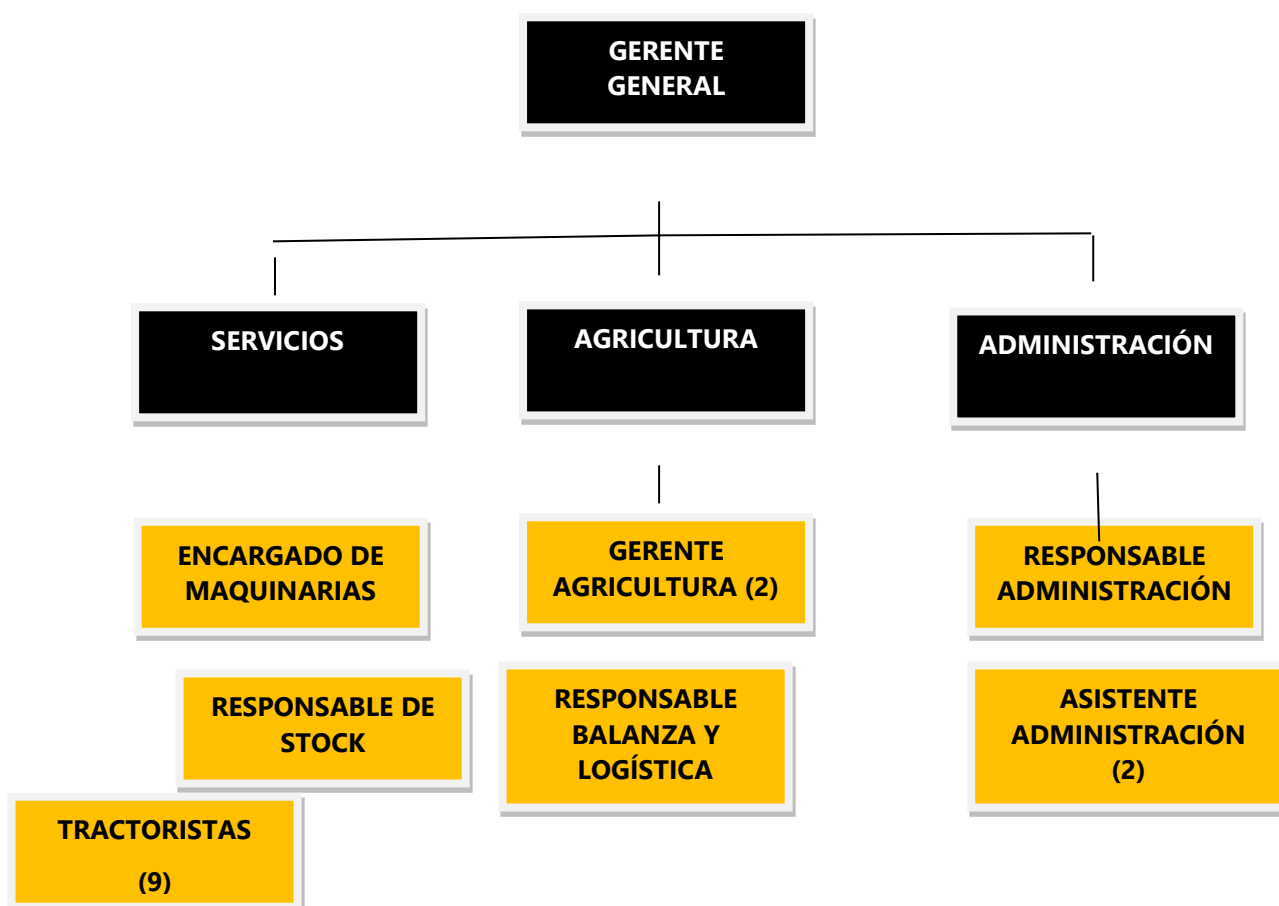 GERENTE
GENERAL
SERVICIOS
AGRICULTURA
ADMINISTRACIÓN
ENCARGADO DE
MAQUINARIAS
GERENTE
AGRICULTURA (2)
RESPONSABLE
ADMINISTRACIÓN
RESPONSABLE DE
STOCK
RESPONSABLE
BALANZA Y
LOGÍSTICA
ASISTENTE
ADMINISTRACIÓN
(2)
TRACTORISTAS
(9)